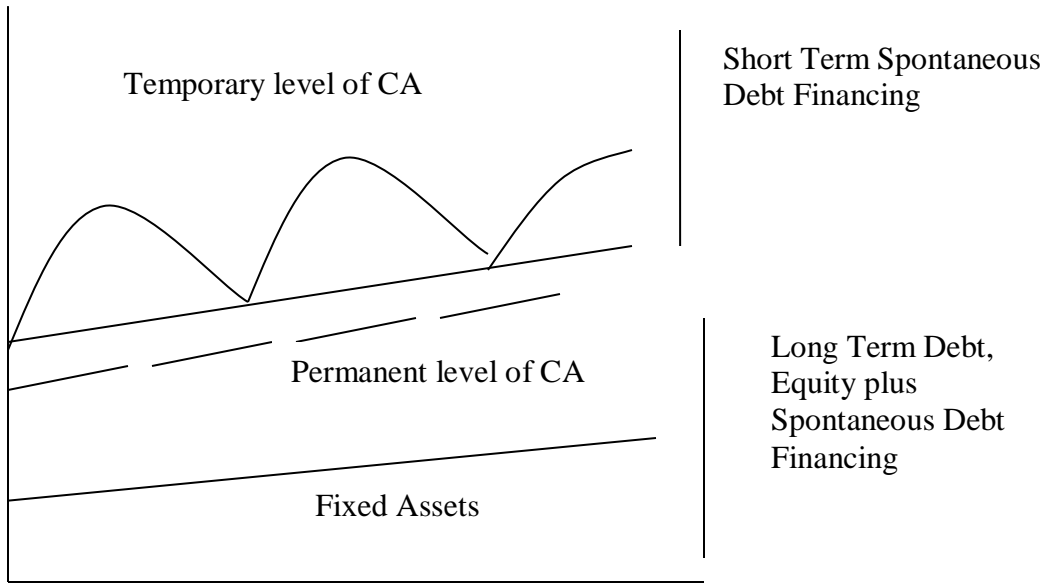 Temporary level of CA
Short Term Spontaneous
Debt Financing
Permanent level of CA
Long Term Debt,
Equity plus
Spontaneous Debt
Financing
Fixed Assets